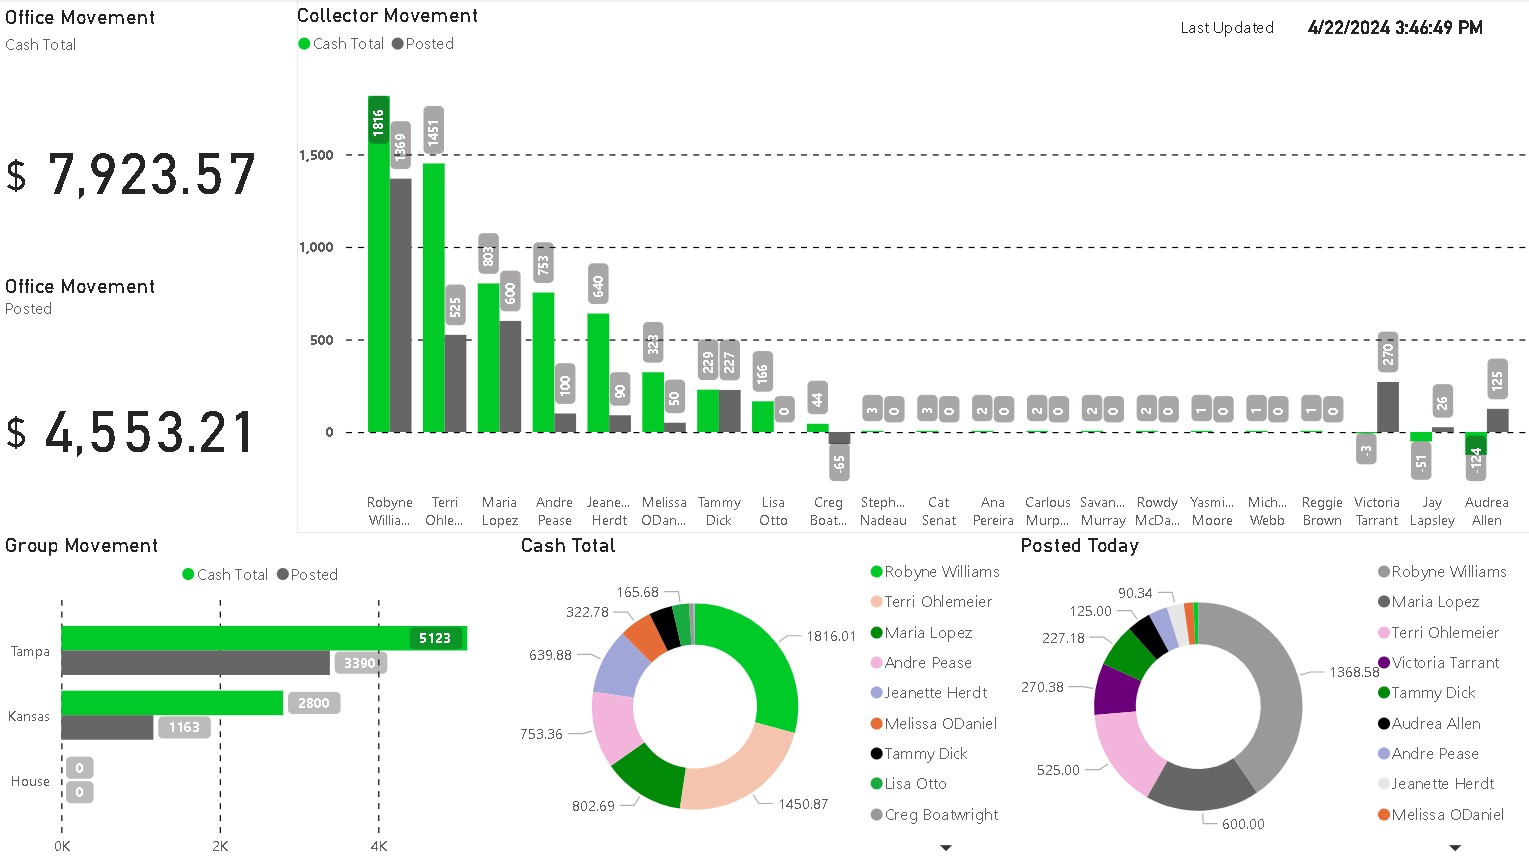 Office Movement
Cash Total
$ 7,923.57
Office Movement
Posted
$ 4,553.21
Collector Movement
Cash Total Posted
Last Updated 4/22/2024 3:46:49 PM
1,500
1,000
500
0
1816 1369 1451 525 803 600 753 100 640 90 323 50 229 227 166 0 44 -65 3 0 3 0 2 0 2 0 2 0 2 0 1 0 1 0 1 0 -3 270 -51 26 -124 125
Robyne Willia...
Terri Ohle...
Maria Lopez
Andre Pease
Jeane... Herdt
Melissa ODan...
Tammy Dick
Lisa Otto
Creg Boat...
Steph... Nadeau
Cat Senat
Ana Pereira
Carlous Murp...
Savan... Murray
Rowdy McDa...
Yasmi... Moore
Mich... Webb
Reggie Brown
Victoria Tarrant
Jay Lapsley
Audrea Allen
Group Movement
Cash Total Posted
Tampa 5123
3390
Kansas 2800
1163
House 0
0
0K 2K 4K
Cash Total
165.68
322.78
639.88
753.36
802.69
1450.87
1816.01
Robyne Williams
Terri Ohlemeier
Maria Lopez
Andre Pease
Jeanette Herdt
Melissa ODaniel
Tammy Dick
Lisa Otto
Creg Boatwright
Posted Today
90.34
125.00
227.18
270.38
525.00
600.00
1368.58
Robyne Williams
Maria Lopez
Terri Ohlemeier
Victoria Tarrant
Tammy Dick
Audrea Allen
Andre Pease
Jeanette Herdt
Melissa ODaniel